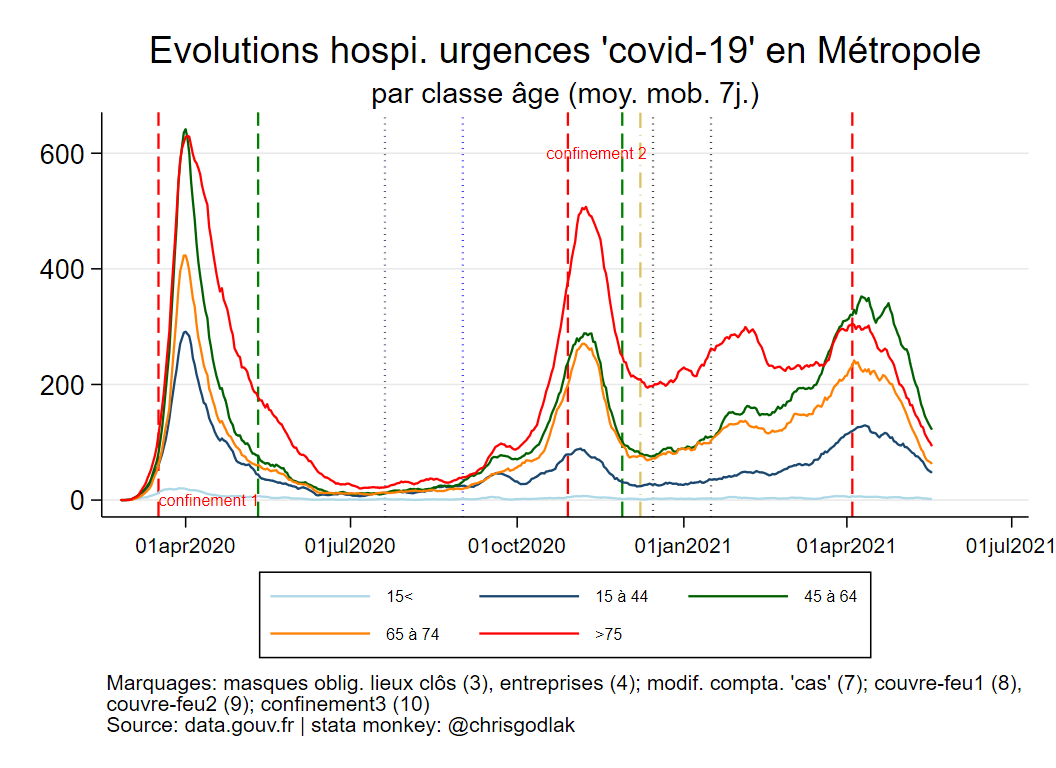 Evolutions hospi. urgences 'covid-19' en Métropole
par classe âge (moy. mob. 7j.)
600
confinement 2
400
200
0
confinement 1
01apr2020 01jul2020 01oct2020 01jan2021 01apr2021 01jul2021
15< 15 à 44 45 à 64
65 à 74 >75
Marquages: masques oblig. lieux clôs (3), entreprises (4); modif. compta. 'cas' (7); couvre-feu1 (8),
couvre-feu2 (9); confinement3 (10)
Source: data.gouv.fr | stata monkey: @chrisgodlak